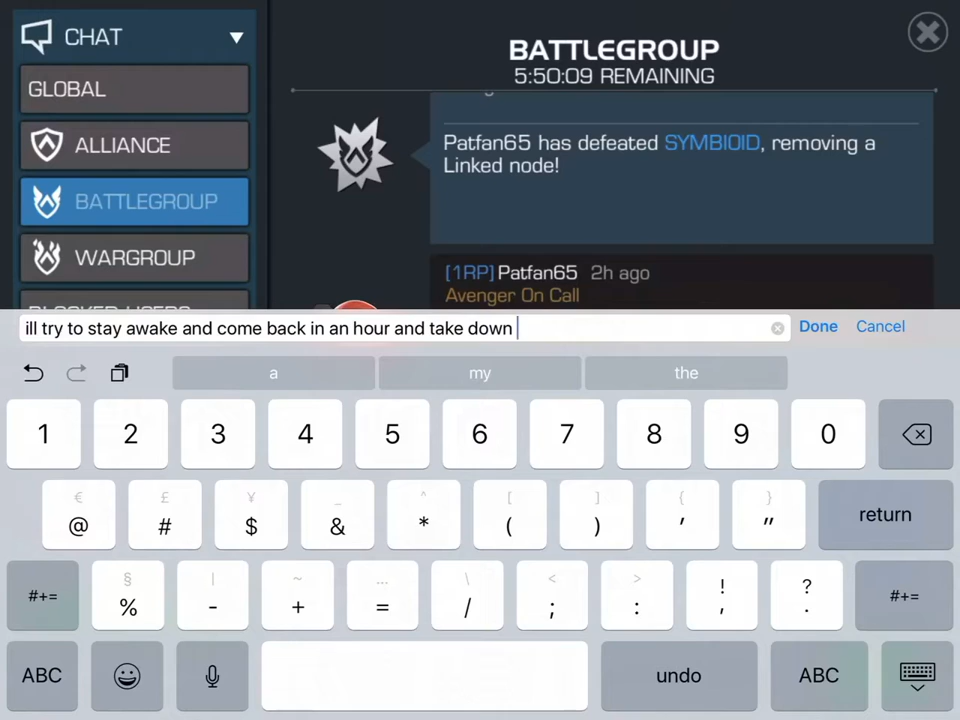 CHAT
GLOBAL
ALLIANCE
BATTLEGROUP
WARGROUP
BLOCKED USERS
BATTLEGROUP
5:50:09 REMAINING
Patfan65 has defeated SYMBIOID, removing a
Linked node!
[1RP] Patfan65 2h ago
Avenger On Call
ill try to stay awake and come back in an hour and take down
Done Cancel
a my the
1 2 3 4 5 6 7 8 9 0
€ £ ¥ _ ^ [ ] { }
@ # $ & * ( ) ' " return
§ | ~ ... \ < > ! ?
#+= % - + = / ; : , . #+=
ABC undo ABC